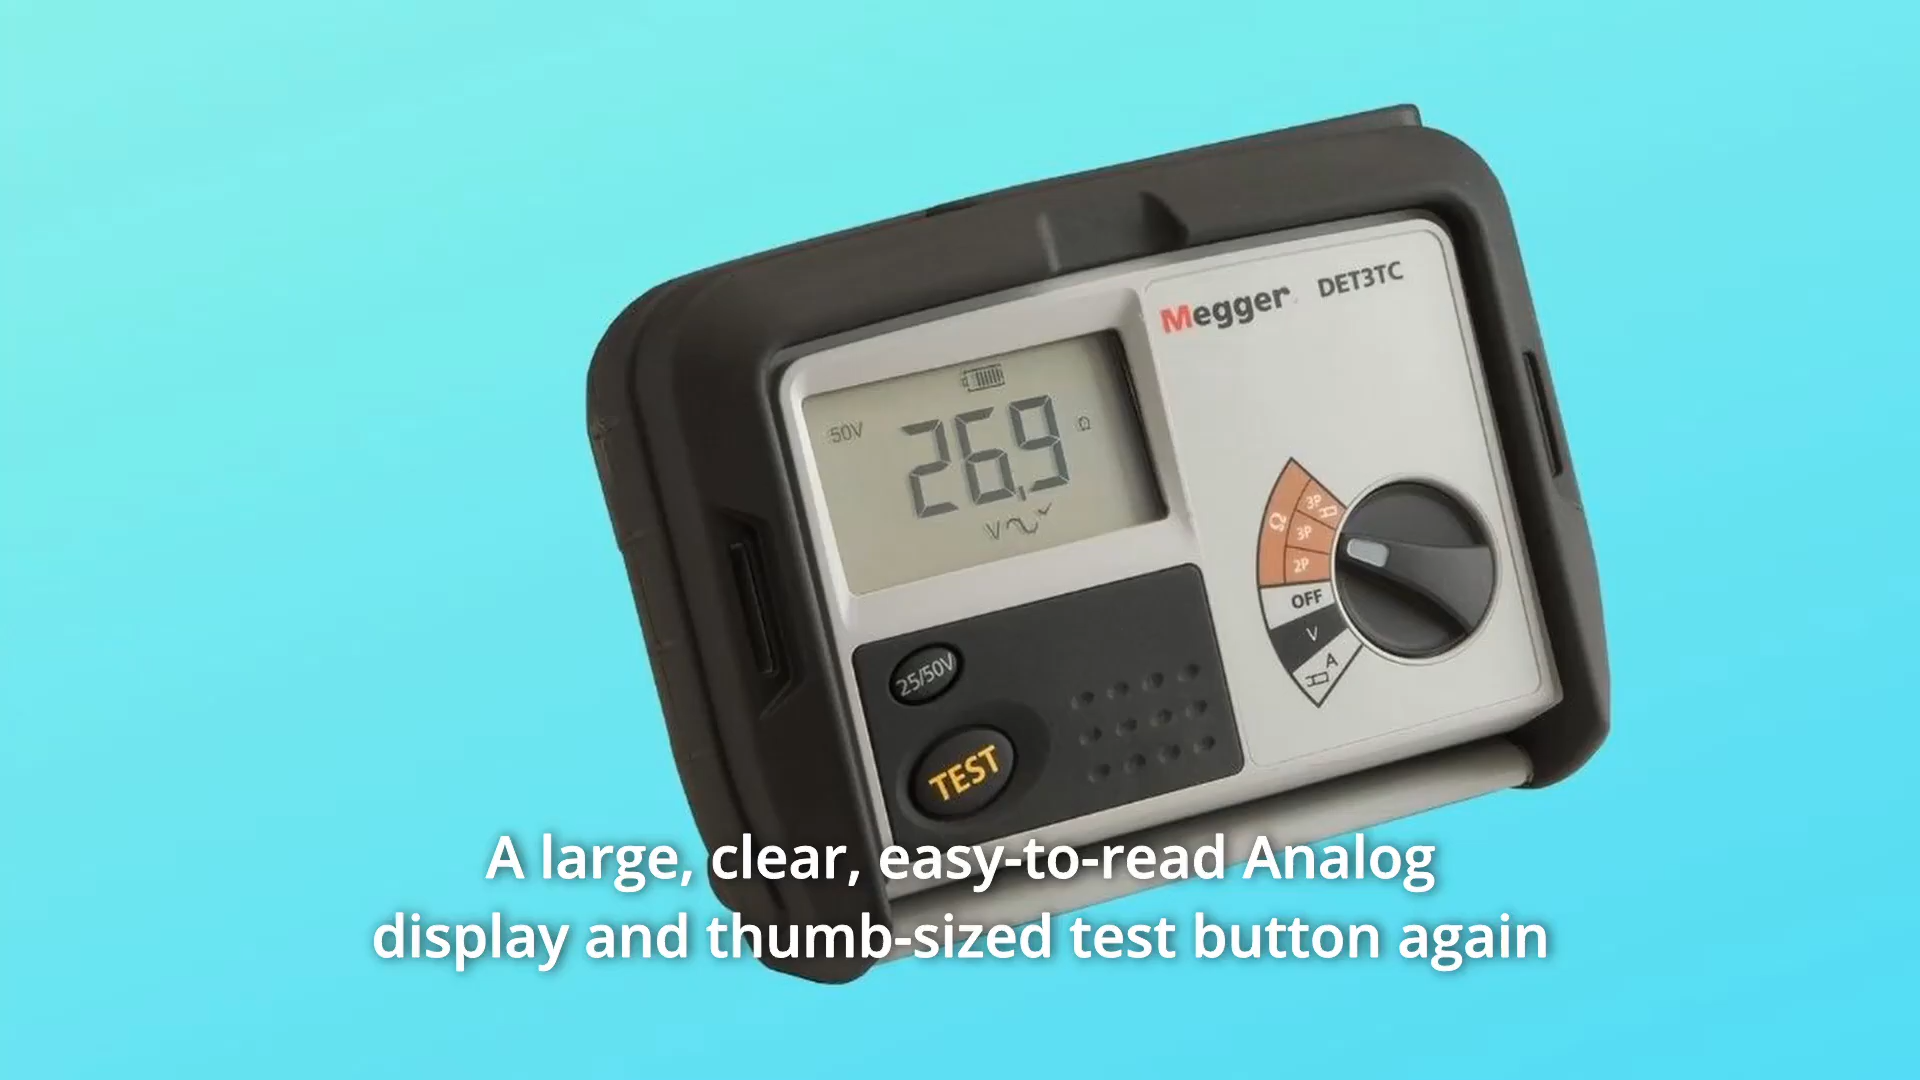 Megger DET3TC
50V
26.9 Ω
V
Ω
3P
3P
2P
OFF
V
A
25/50V
TEST
A large, clear, easy-to-read Analog
display and thumb-sized test button again